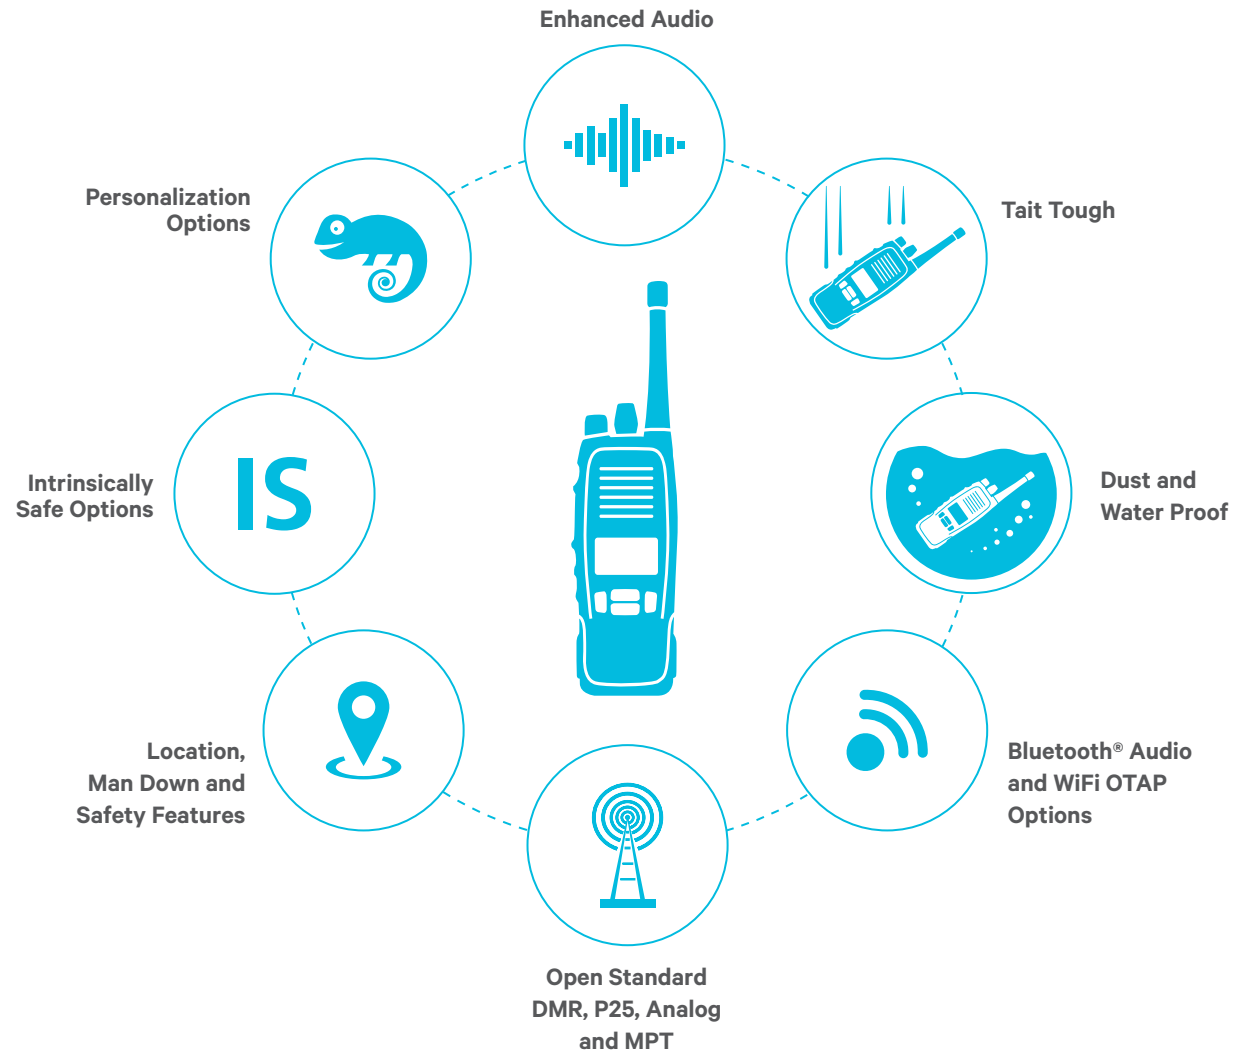 Enhanced Audio
Personalization
Options
Tait Tough
IS
Intrinsically
Safe Options
Dust and
Water Proof
Location,
Man Down and
Safety Features
Bluetooth® Audio
and WiFi OTAP
Options
Open Standard
DMR, P25, Analog
and MPT